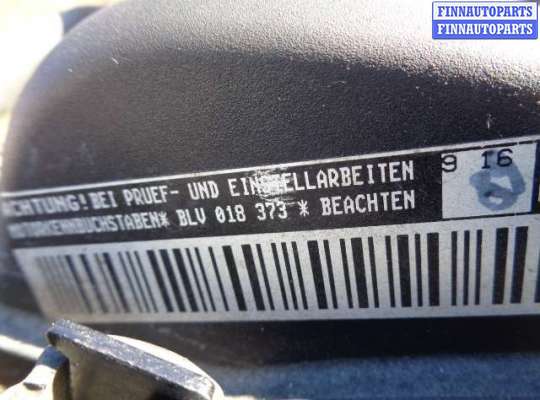 FINNAUTOPARTS
FINNAUTOPARTS
ACHTUNG! BEI PRUEF- UND EINSTELLARBEITEN
MOTORKENNBUCHSTABEN* BLV 018 373 * BEACHTEN
9 16